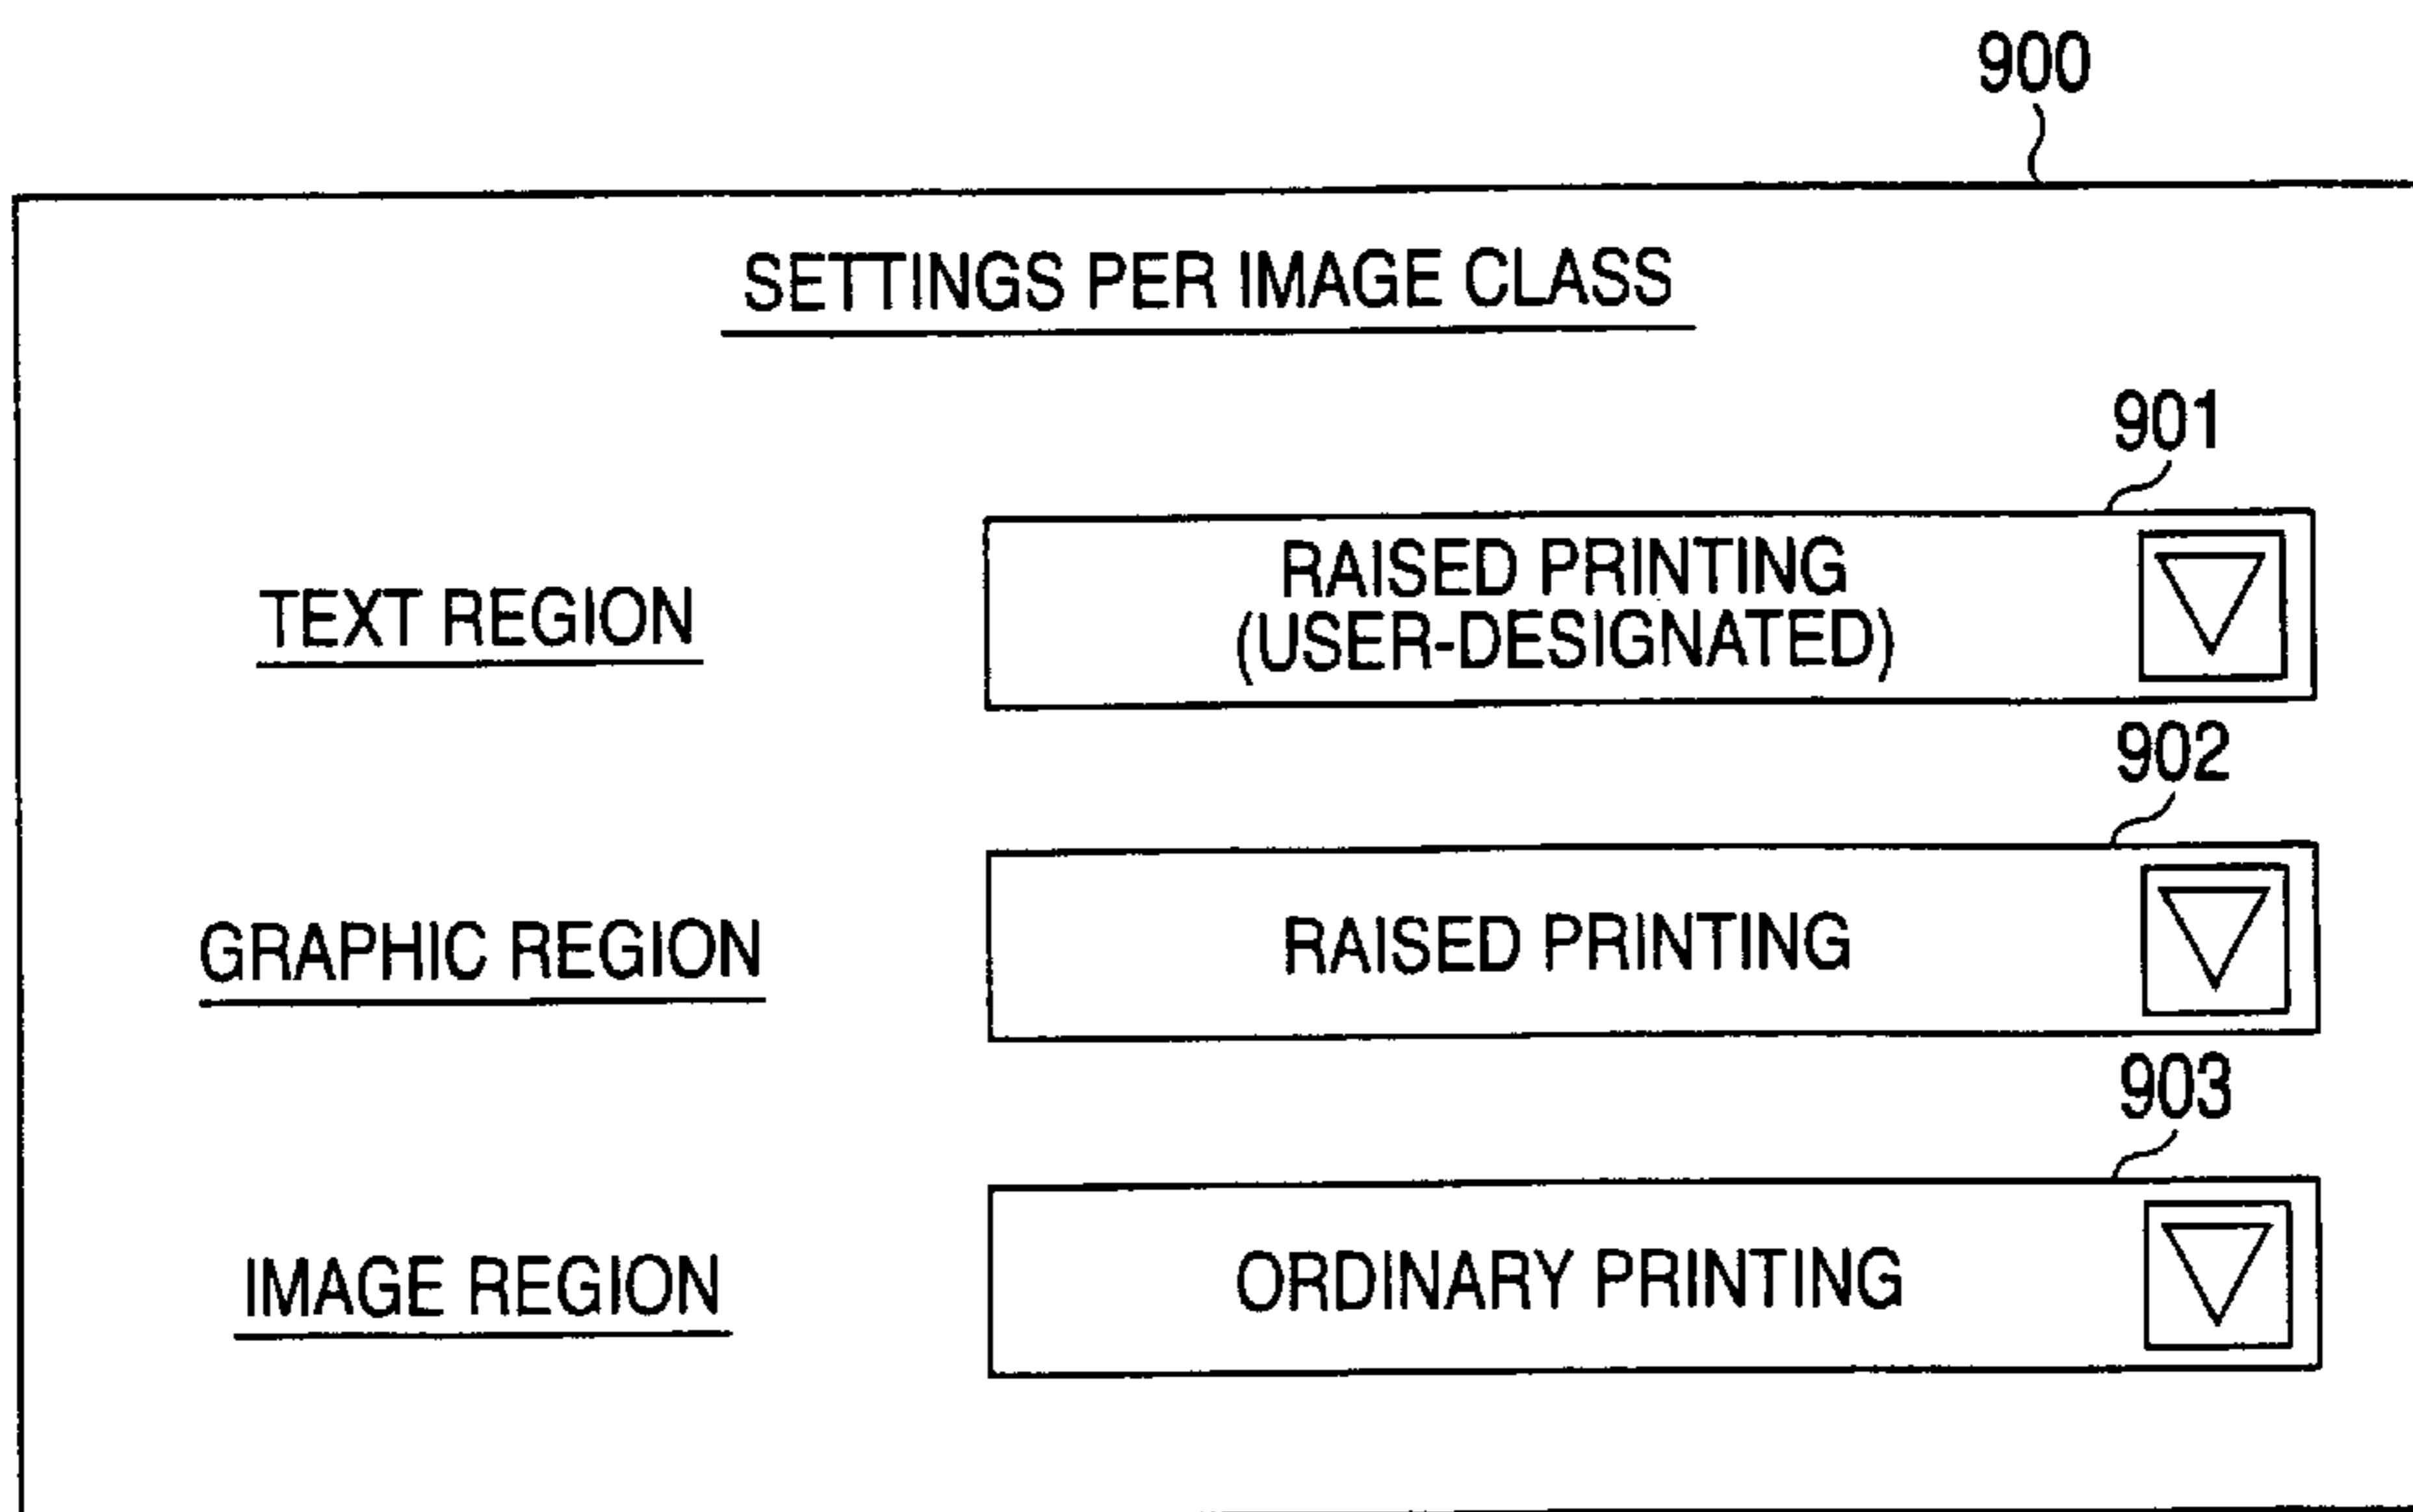 900
SETTINGS PER IMAGE CLASS
901
TEXT REGION
RAISED PRINTING
(USER-DESIGNATED)
902
GRAPHIC REGION
RAISED PRINTING
903
IMAGE REGION
ORDINARY PRINTING